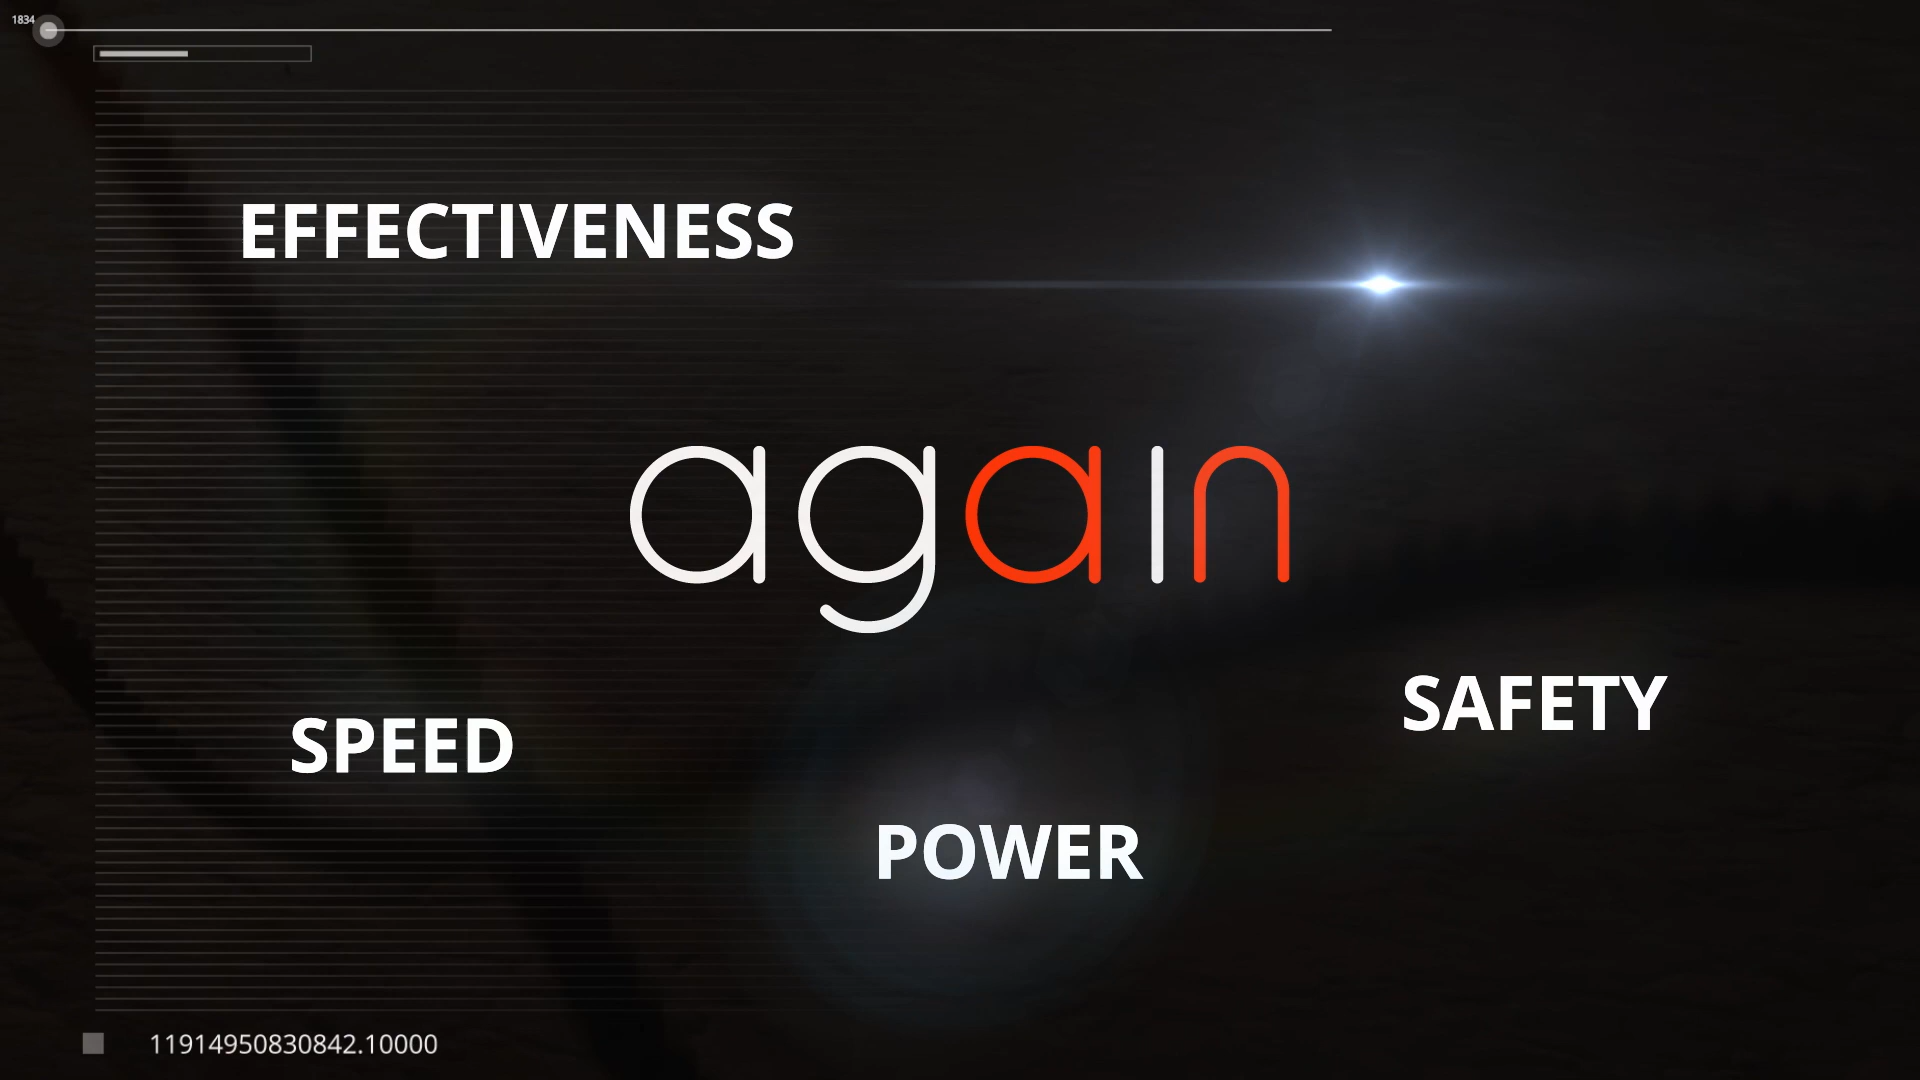 1834
EFFECTIVENESS
again
SAFETY
SPEED
POWER
11914950830842.10000